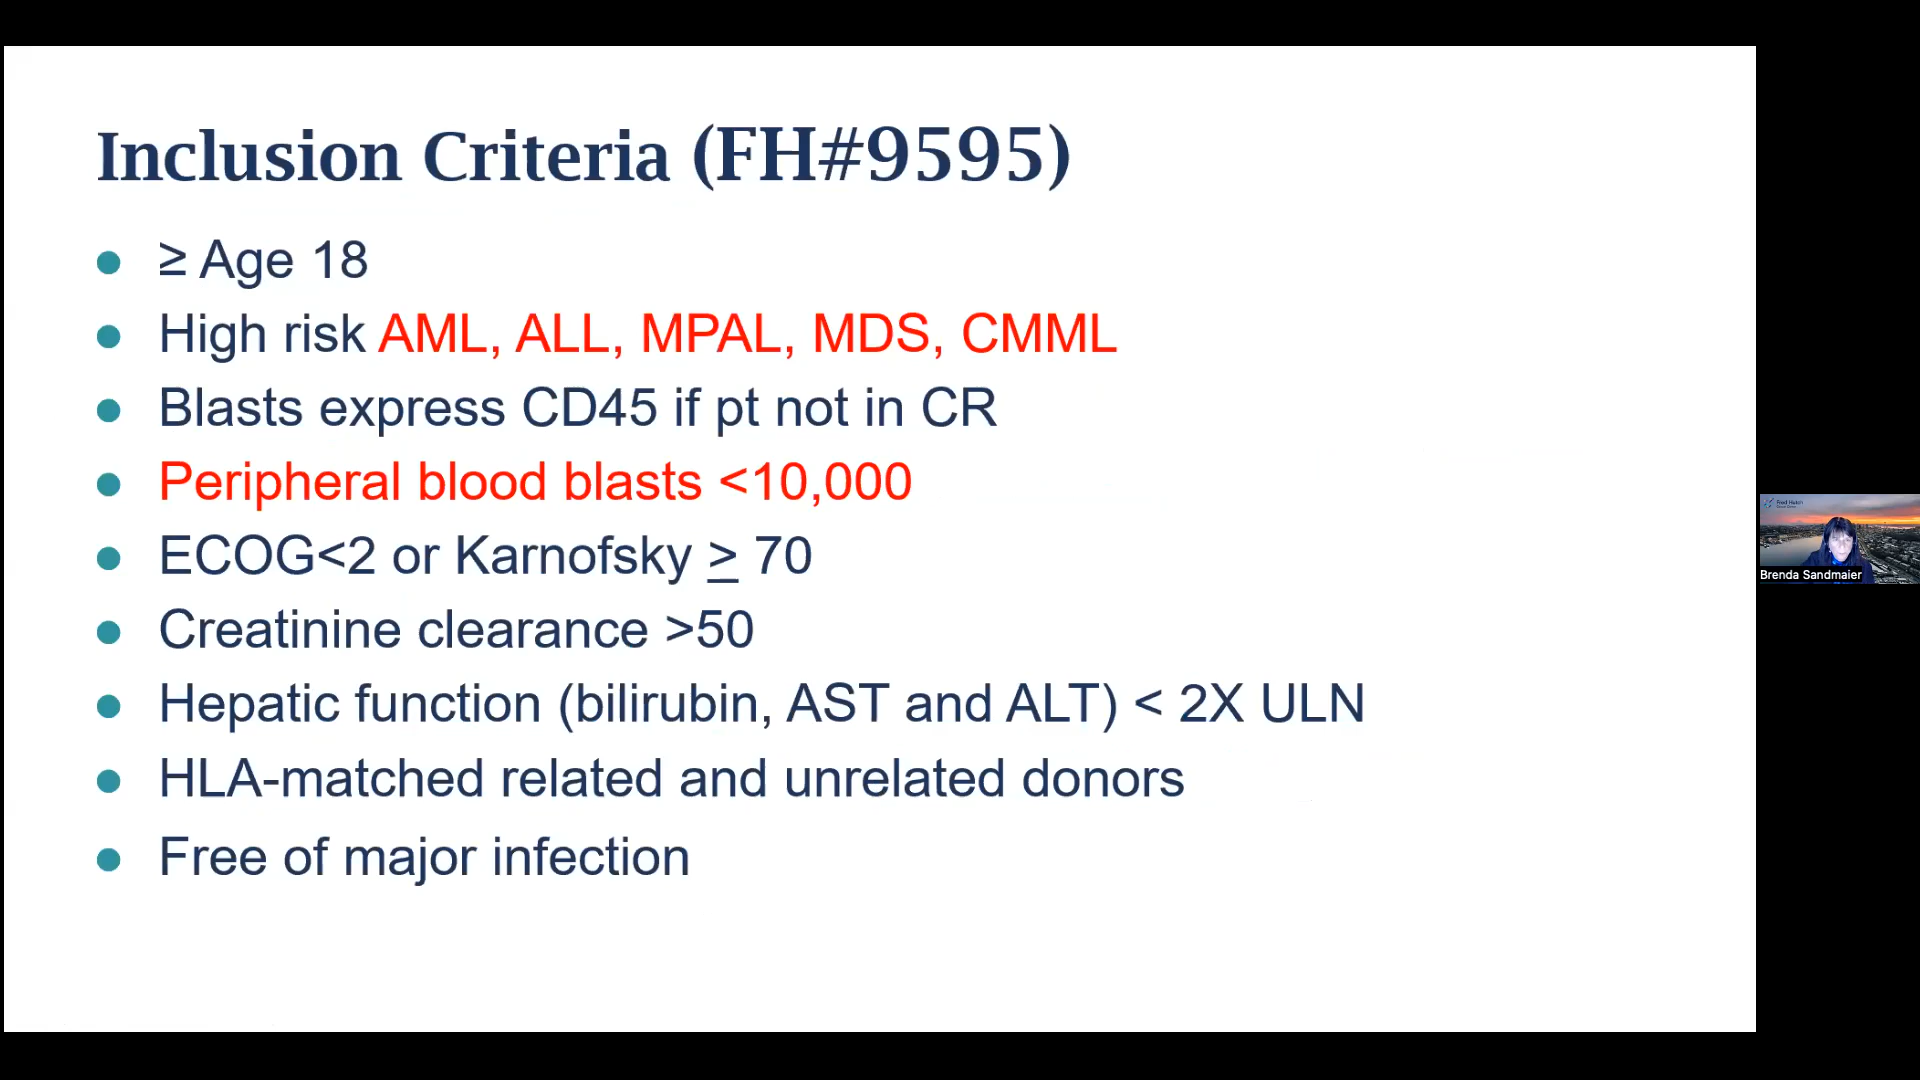 Inclusion Criteria (FH#9595)
≥ Age 18
High risk AML, ALL, MPAL, MDS, CMML
Blasts express CD45 if pt not in CR
Peripheral blood blasts <10,000
ECOG<2 or Karnofsky ≥ 70
Creatinine clearance >50
Hepatic function (bilirubin, AST and ALT) < 2X ULN
HLA-matched related and unrelated donors
Free of major infection
Fred Hutch
Brenda Sandmaier